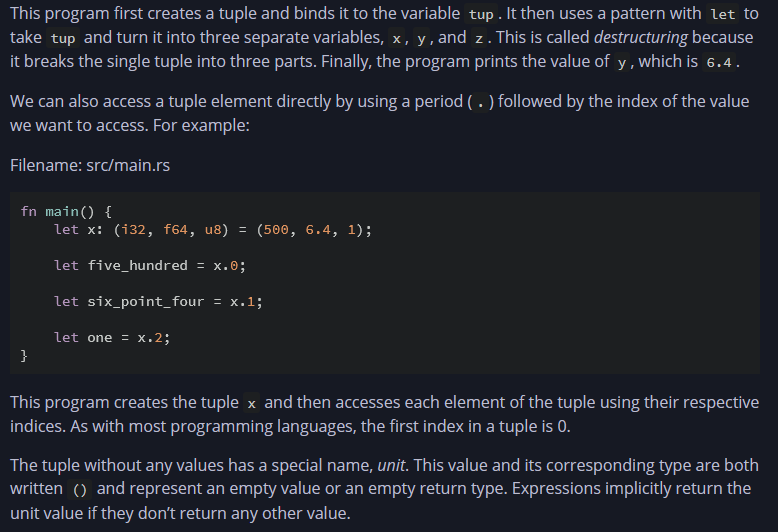 This program first creates a tuple and binds it to the variable tup. It then uses a pattern with let to
take tup and turn it into three separate variables, x, y, and z. This is called destructuring because
it breaks the single tuple into three parts. Finally, the program prints the value of y, which is 6.4.
We can also access a tuple element directly by using a period (.) followed by the index of the value
we want to access. For example:
Filename: src/main.rs
fn main() {
    let x: (i32, f64, u8) = (500, 6.4, 1);
    let five_hundred = x.0;
    let six_point_four = x.1;
    let one = x.2;
}
This program creates the tuple x and then accesses each element of the tuple using their respective
indices. As with most programming languages, the first index in a tuple is 0.
The tuple without any values has a special name, unit. This value and its corresponding type are both
written () and represent an empty value or an empty return type. Expressions implicitly return the
unit value if they don’t return any other value.